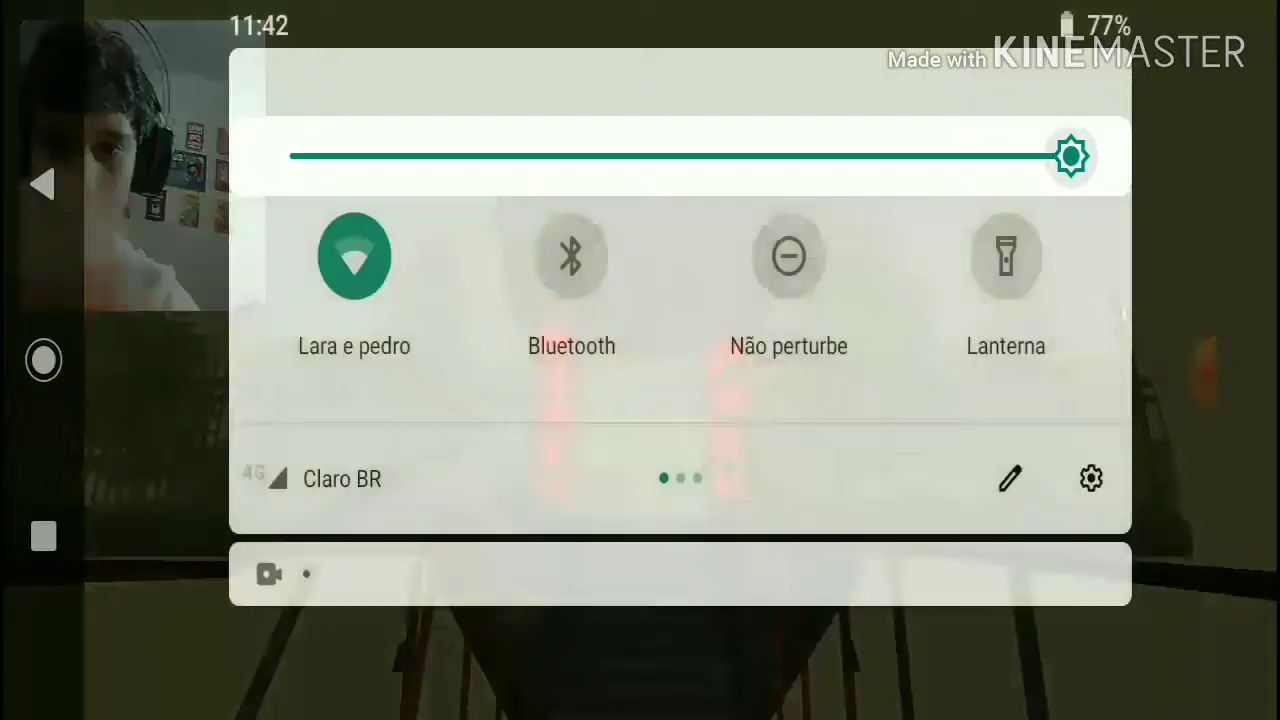 11:42
77%
Made with KINEMASTER
Lara e pedro
Bluetooth
Não perturbe
Lanterna
4G
Claro BR